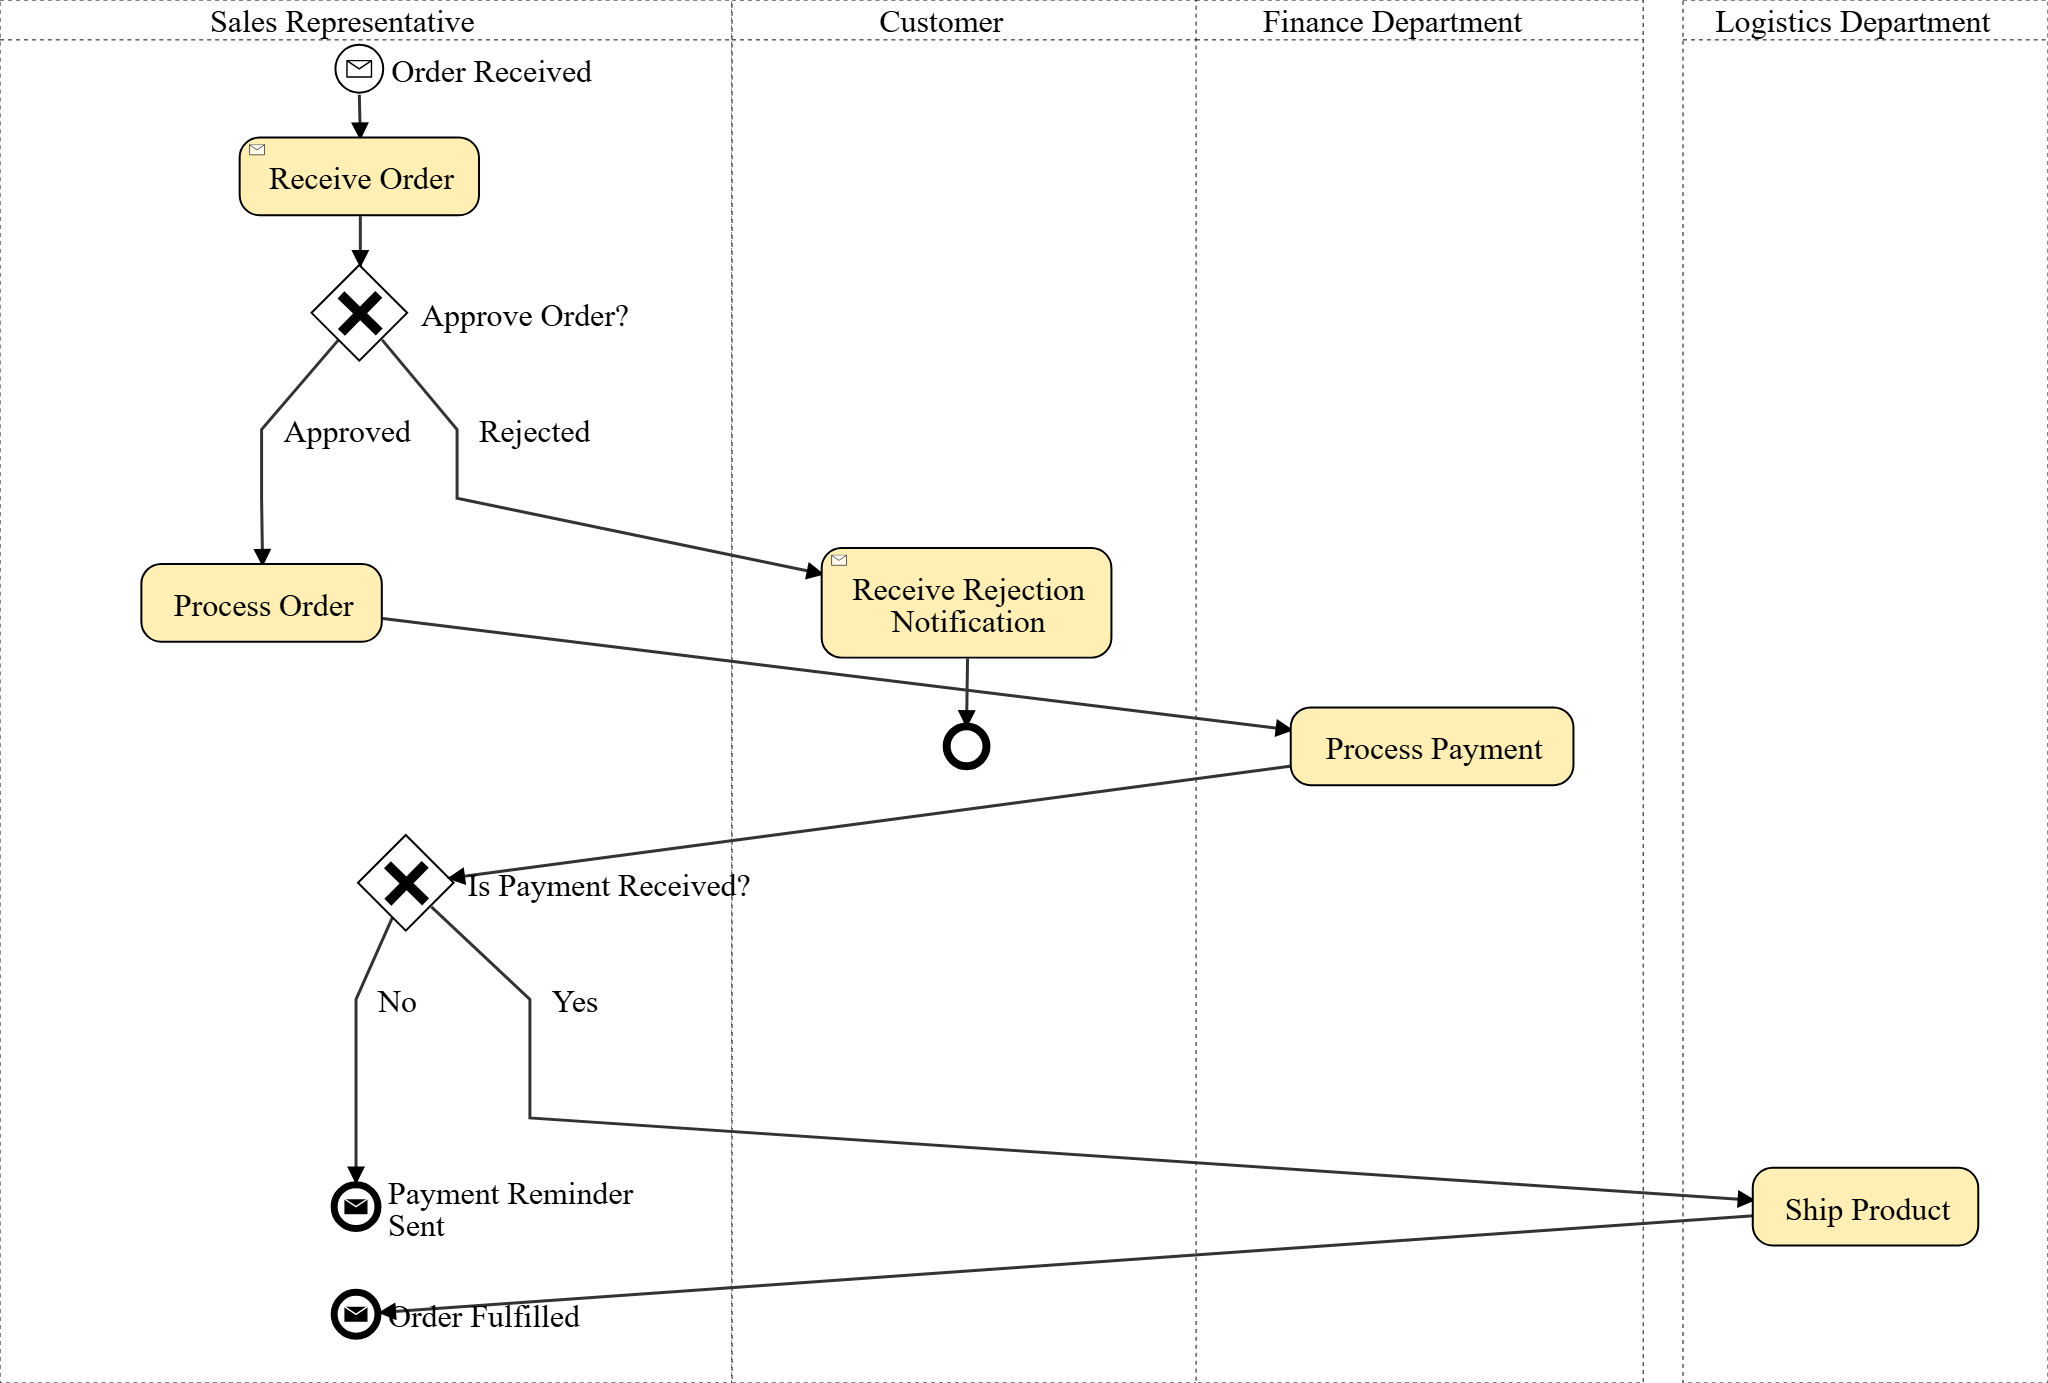 Sales Representative
Customer
Finance Department
Logistics Department
Order Received
Receive Order
Approve Order?
Approved
Rejected
Receive Rejection
Notification
Process Order
Process Payment
Is Payment Received?
No
Yes
Payment Reminder
Sent
Ship Product
Order Fulfilled